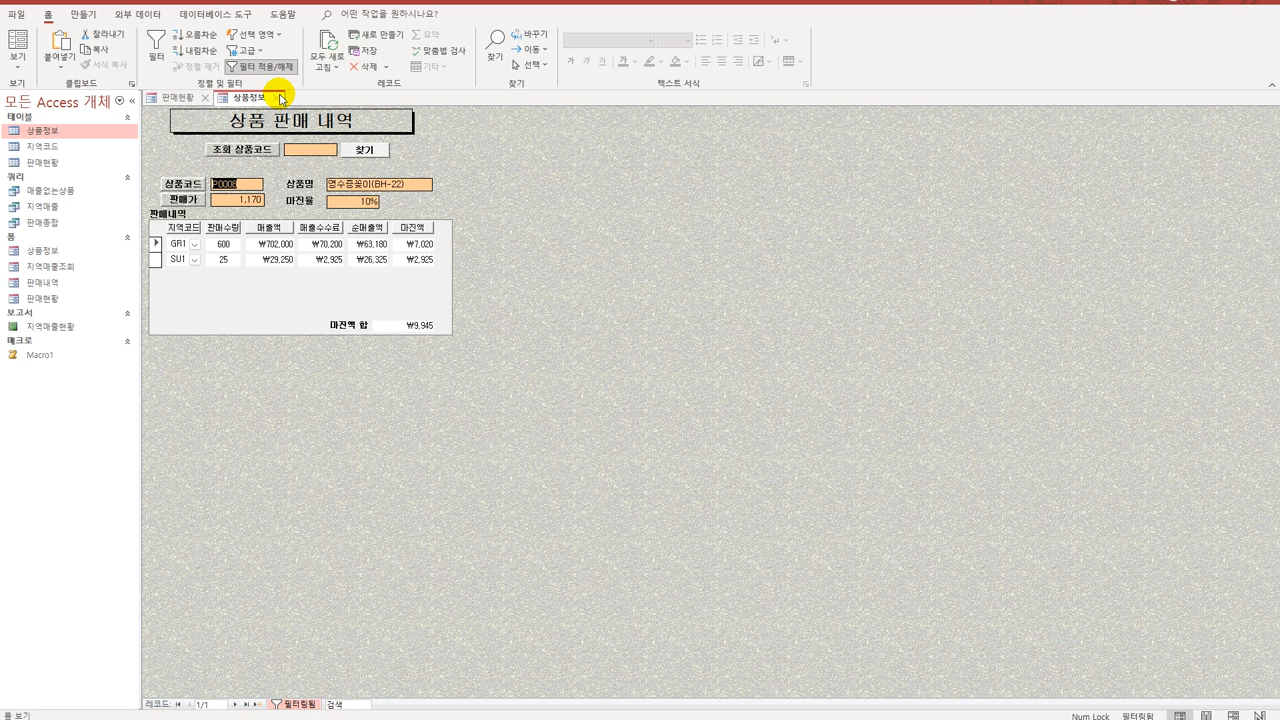 파일 홈 만들기 외부 데이터 데이터베이스 도구 도움말 어떤 작업을 원하시나요?
보기 붙여넣기 잘라내기 복사 서식 복사 필터 오름차순 내림차순 정렬 제거 선택 영역 고급 필터 적용/해제 모두 새로 고침 새로 만들기 저장 삭제 요약 맞춤법 검사 기타 찾기 바꾸기 이동 선택 가 가 가
보기 클립보드 정렬 및 필터 레코드 찾기 텍스트 서식
모든 Access 개체
테이블
상품정보
지역코드
판매현황
쿼리
매출없는상품
지역매출
판매종합
폼
상품정보
지역매출조회
판매내역
판매현황
보고서
지역매출현황
매크로
Macro1
판매현황 상품정보
상품 판매 내역
조회 상품코드 찾기
상품코드 P0008 상품명 영수증꽂이(BH-22)
판매가 1,170 마진율 10%
판매내역
지역코드 판매수량 매출액 매출수수료 순매출액 마진액
GR1 600 ₩702,000 ₩70,200 ₩63,180 ₩7,020
SU1 25 ₩29,250 ₩2,925 ₩26,325 ₩2,925
마진액 합 ₩9,945
레코드: 1/1 필터링됨 검색
폼 보기 Num Lock 필터링됨